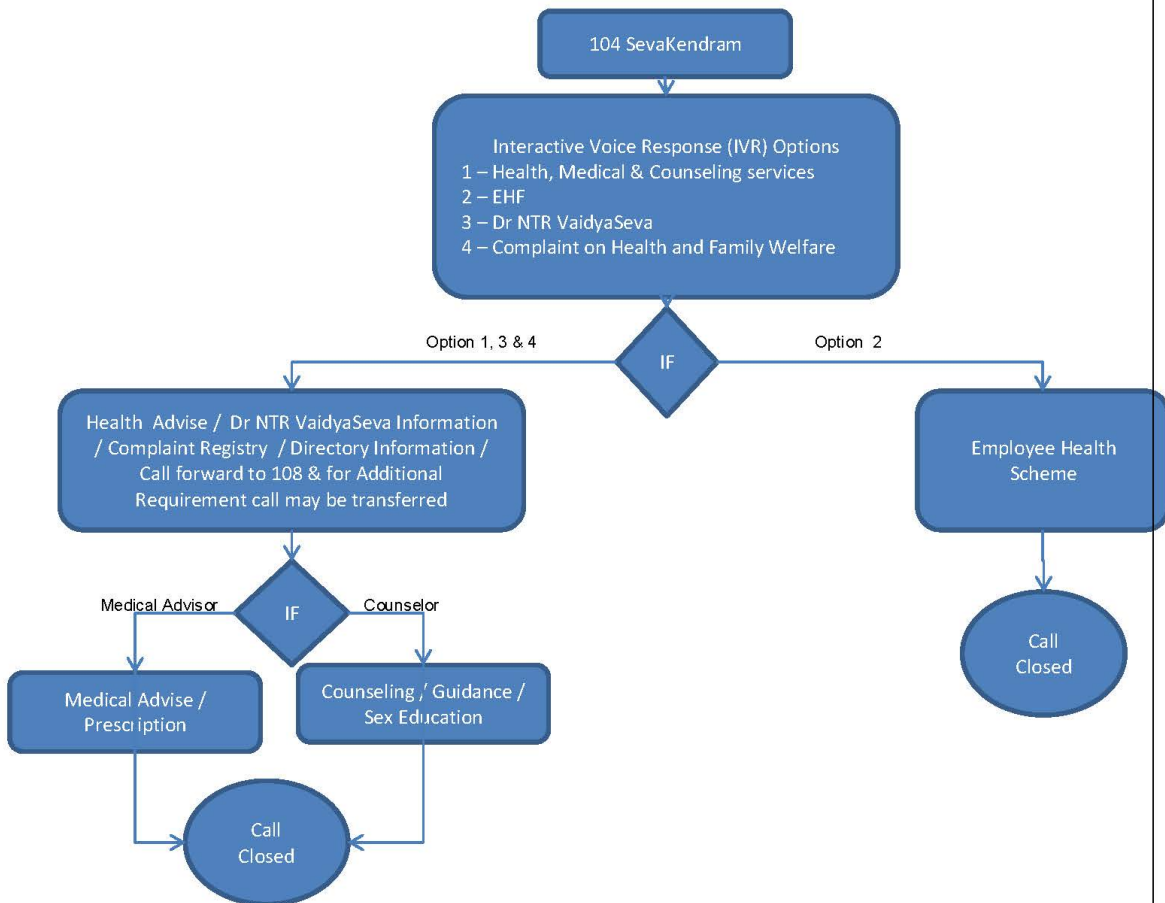 104 SevaKendram
Interactive Voice Response (IVR) Options
1 – Health, Medical & Counseling services
2 – EHF
3 – Dr NTR VaidyaSeva
4 – Complaint on Health and Family Welfare
Option 1, 3 & 4
IF
Option 2
Health Advise / Dr NTR VaidyaSeva Information
/ Complaint Registry / Directory Information /
Call forward to 108 & for Additional
Requirement call may be transferred
Employee Health
Scheme
Medical Advisor
IF
Counselor
Medical Advise /
Prescription
Counseling / Guidance /
Sex Education
Call
Closed
Call
Closed